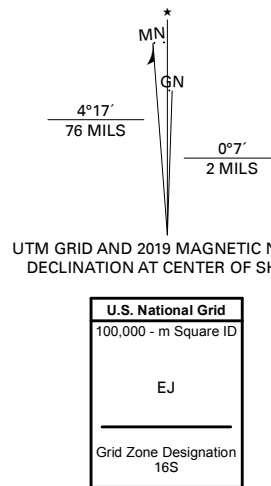 ★
MN
GN
4°17´
76 MILS
0°7´
2 MILS
UTM GRID AND 2019 MAGNETIC
DECLINATION AT CENTER OF
U.S. National Grid
100,000 - m Square ID
EJ
Grid Zone Designation
16S